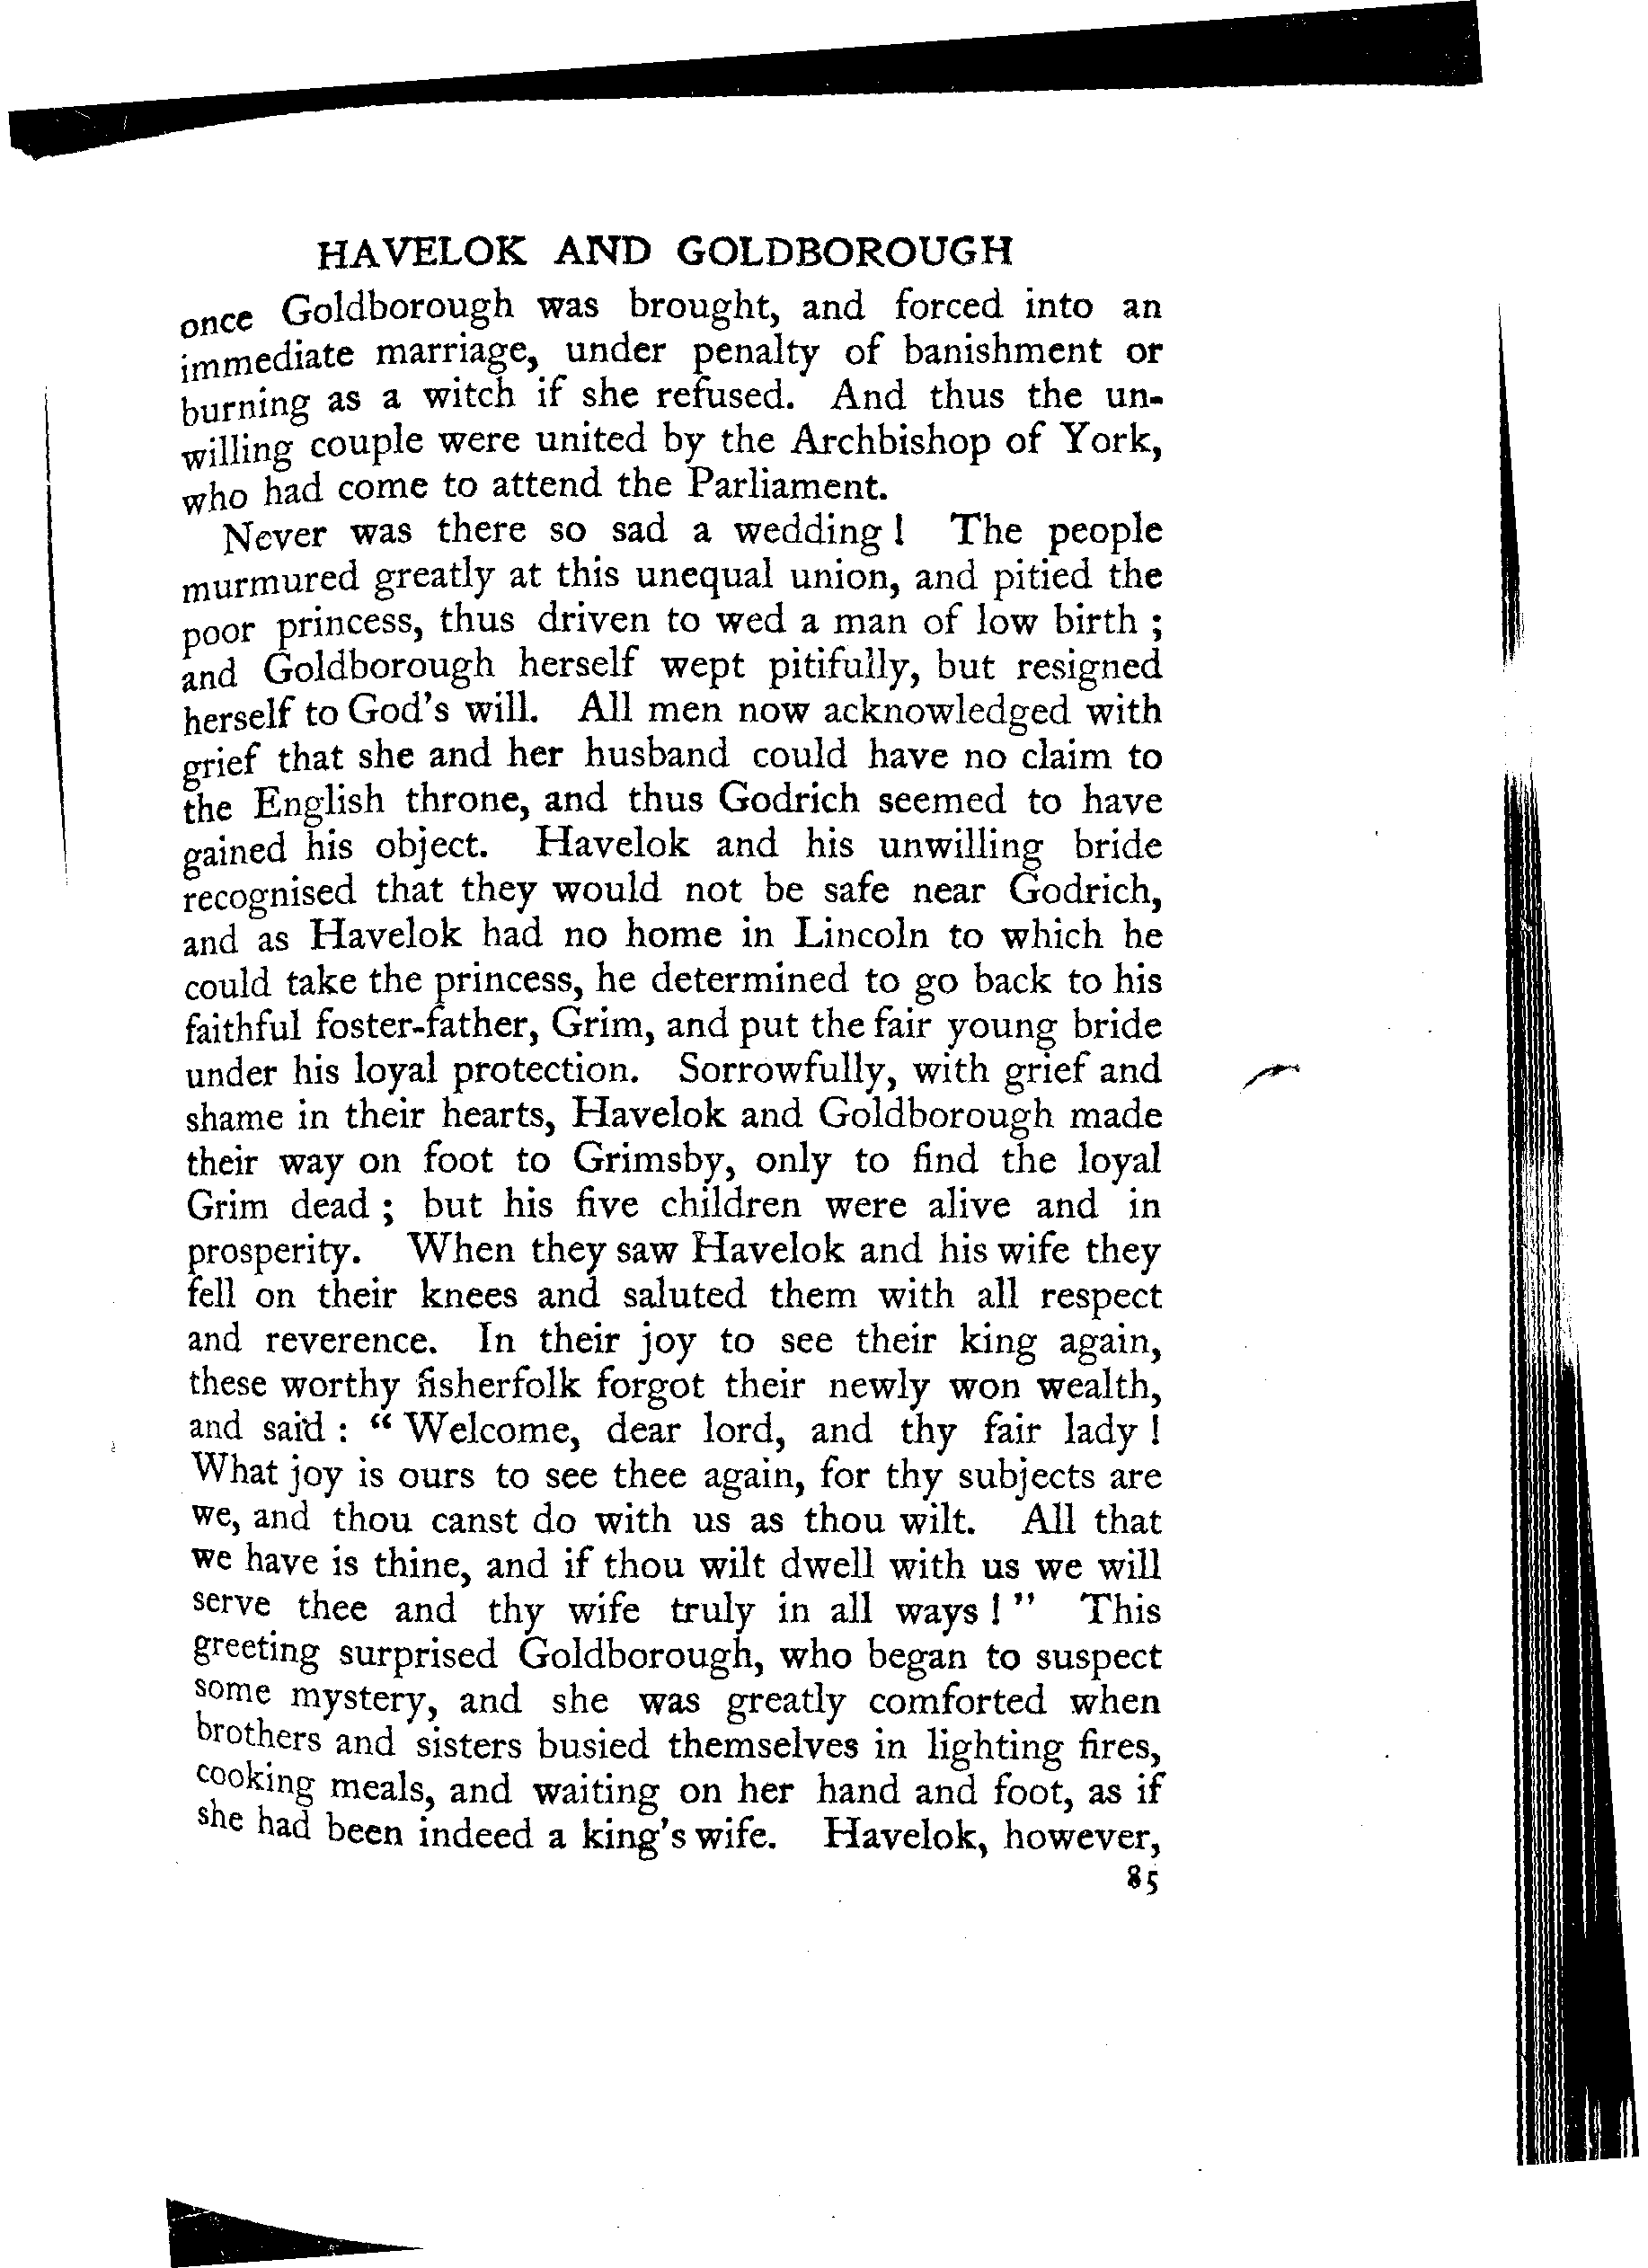 HAVELOK AND GOLDBOROUGH
once Goldborough was brought, and forced into an
immediate marriage, under penalty of banishment or
burning as a witch if she refused. And thus the un-
willing couple were united by the Archbishop of York,
who had come to attend the Parliament.
Never was there so sad a wedding! The people
murmured greatly at this unequal union, and pitied the
poor princess, thus driven to wed a man of low birth;
and Goldborough herself wept pitifully, but resigned
herself to God's will. All men now acknowledged with
grief that she and her husband could have no claim to
the English throne, and thus Godrich seemed to have
gained his object. Havelok and his unwilling bride
recognised that they would not be safe near Godrich,
and as Havelok had no home in Lincoln to which he
could take the princess, he determined to go back to his
faithful foster-father, Grim, and put the fair young bride
under his loyal protection. Sorrowfully, with grief and
shame in their hearts, Havelok and Goldborough made
their way on foot to Grimsby, only to find the loyal
Grim dead; but his five children were alive and in
prosperity. When they saw Havelok and his wife they
fell on their knees and saluted them with all respect
and reverence. In their joy to see their king again,
these worthy fisherfolk forgot their newly won wealth,
and said: "Welcome, dear lord, and thy fair lady!
What joy is ours to see thee again, for thy subjects are
we, and thou canst do with us as thou wilt. All that
we have is thine, and if thou wilt dwell with us we will
serve thee and thy wife truly in all ways!" This
greeting surprised Goldborough, who began to suspect
some mystery, and she was greatly comforted when
brothers and sisters busied themselves in lighting fires,
cooking meals, and waiting on her hand and foot, as if
she had been indeed a king's wife. Havelok, however,
85